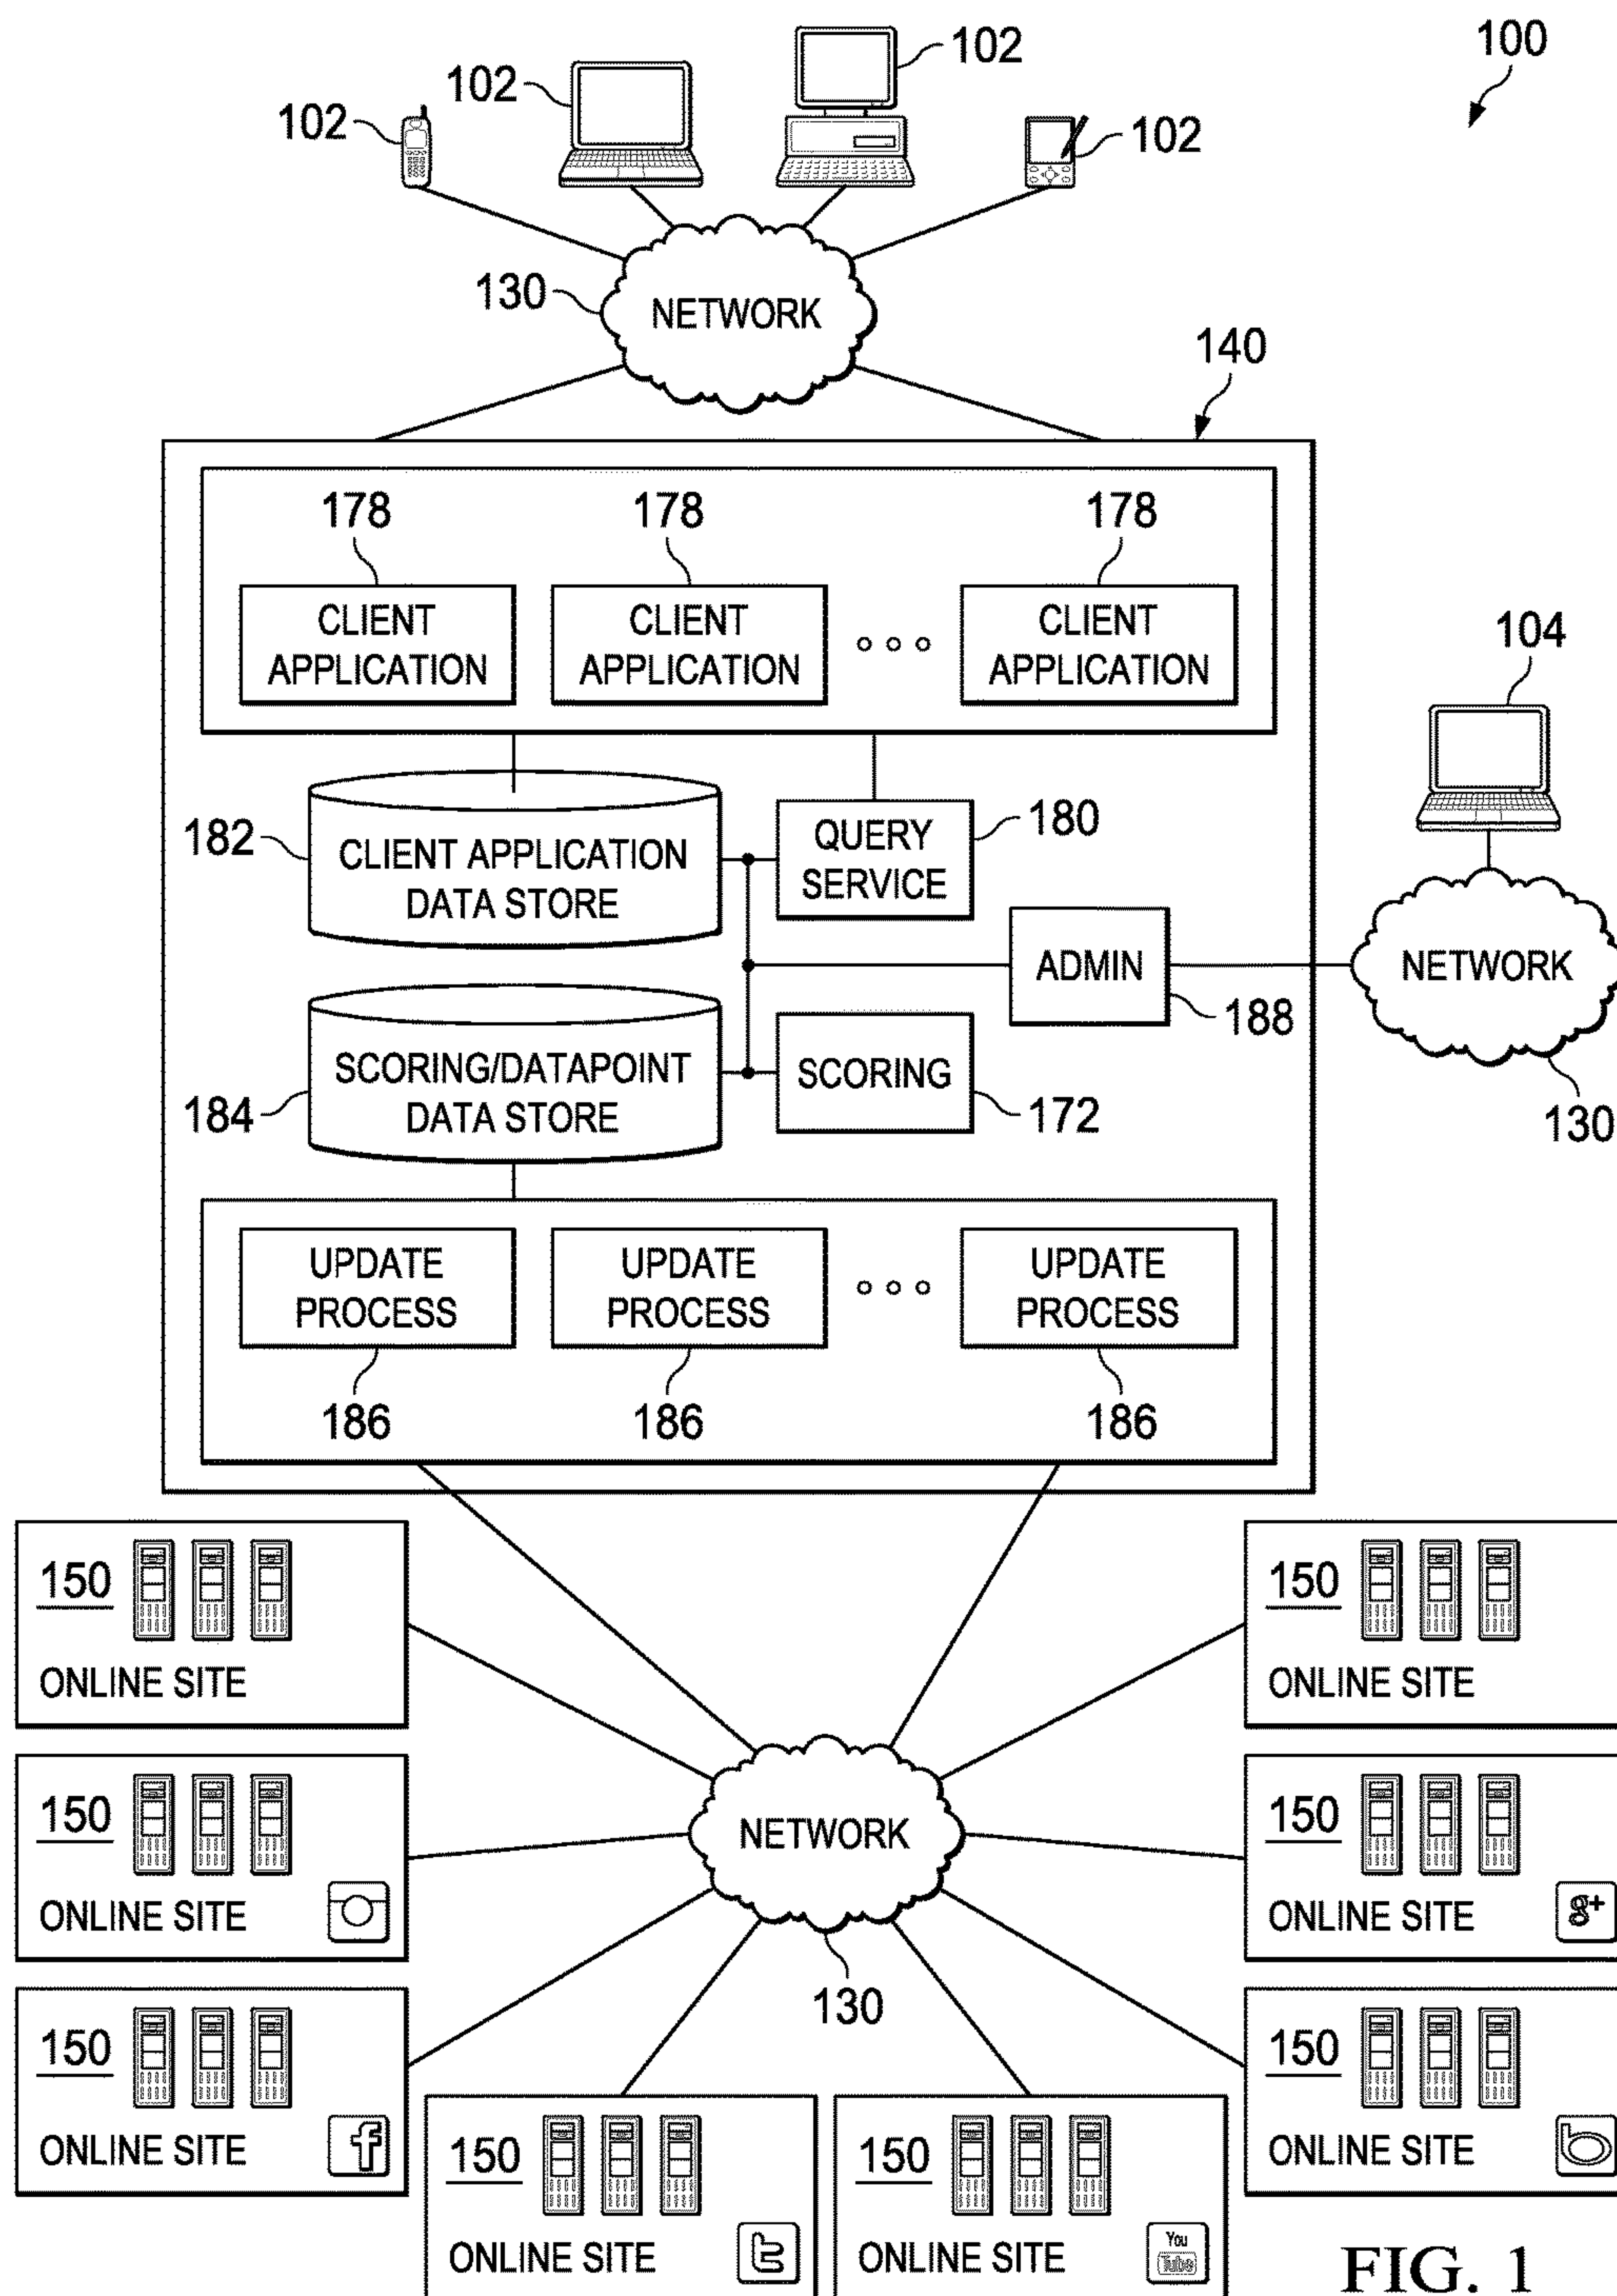 100
102
102
102
102
130
NETWORK
140
178
178
178
CLIENT
APPLICATION
CLIENT
APPLICATION
CLIENT
APPLICATION
104
182
CLIENT APPLICATION
DATA STORE
QUERY
SERVICE
180
ADMIN
188
NETWORK
130
184
SCORING/DATAPOINT
DATA STORE
SCORING
172
UPDATE
PROCESS
UPDATE
PROCESS
UPDATE
PROCESS
186
186
186
150
ONLINE SITE
150
ONLINE SITE
150
ONLINE SITE
NETWORK
150
ONLINE SITE
g+
130
150
ONLINE SITE
f
150
ONLINE SITE
b
150
ONLINE SITE
t
150
ONLINE SITE
You
Tube
FIG. 1